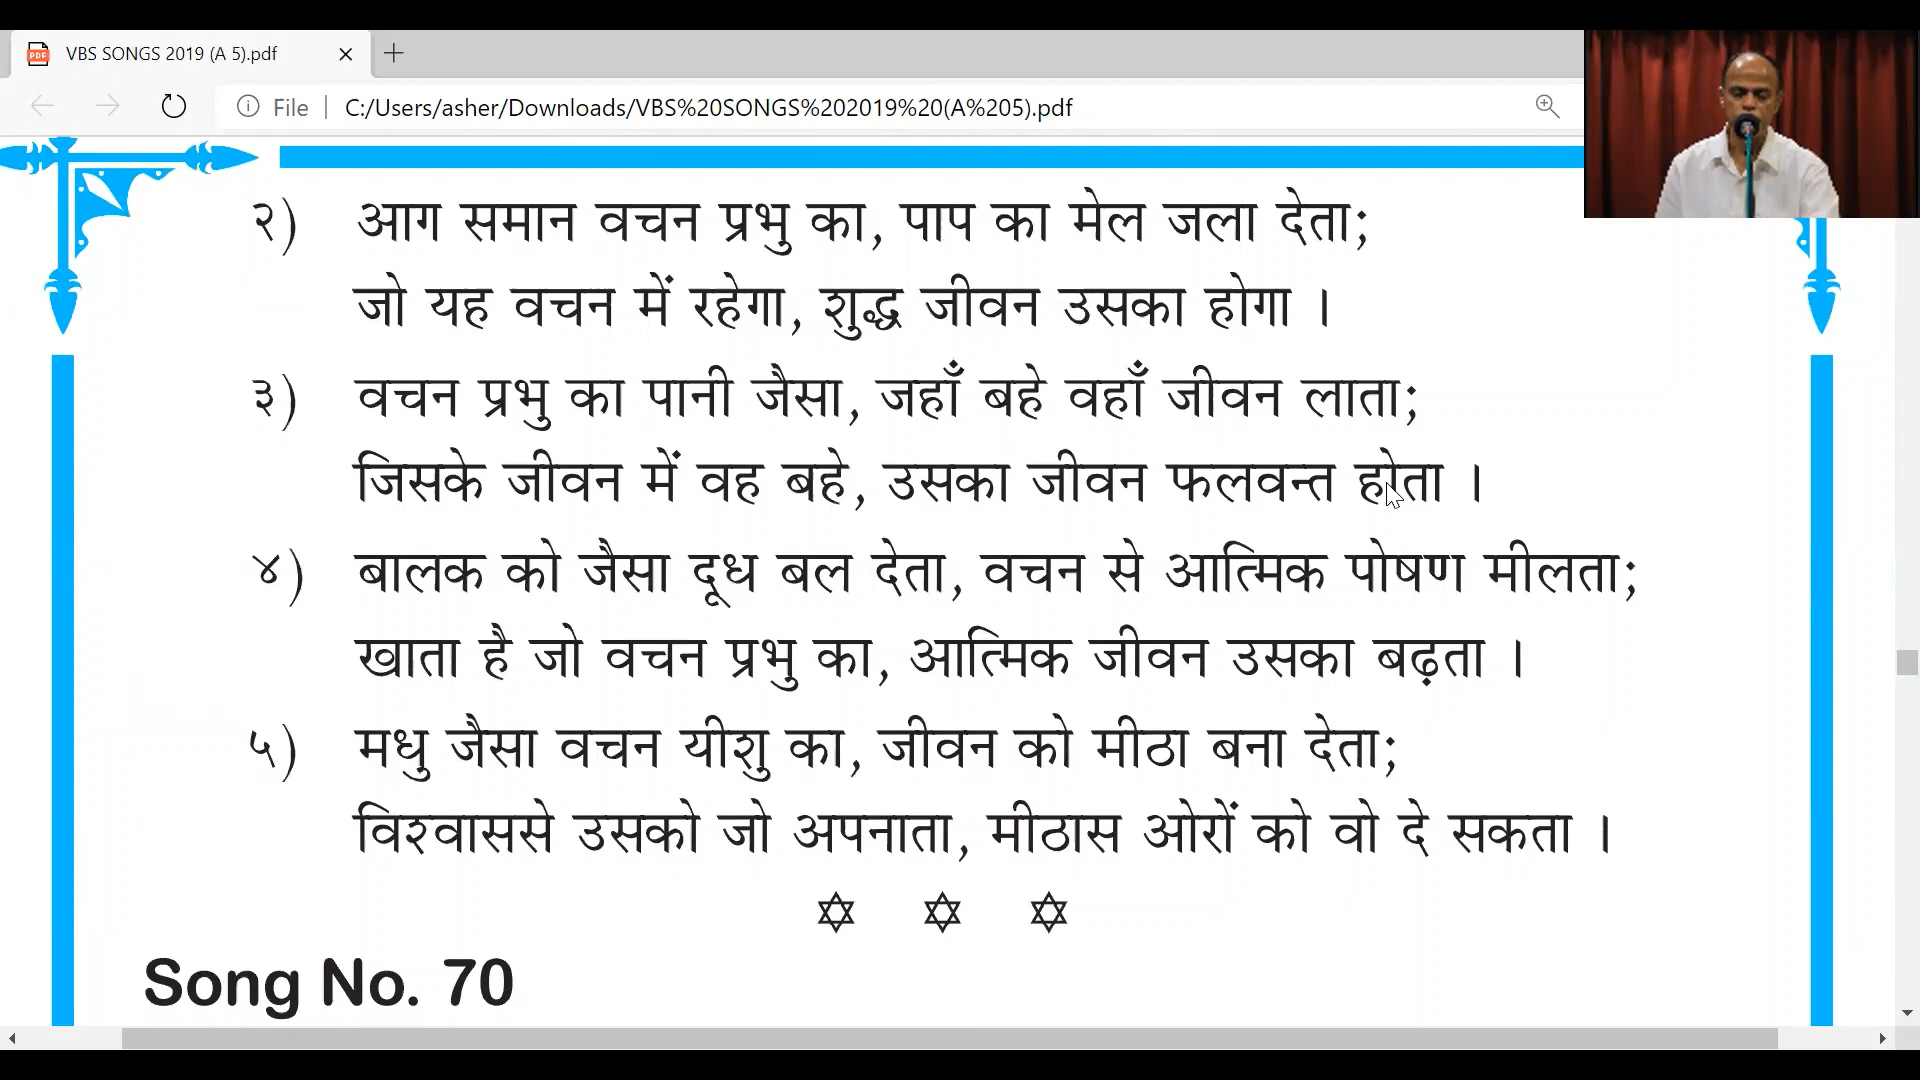 VBS SONGS 2019 (A 5).pdf
File | C:/Users/asher/Downloads/VBS%20SONGS%202019%20(A%205).pdf
२) आग समान वचन प्रभु का, पाप का मेल जला देता;
जो यह वचन में रहेगा, शुद्ध जीवन उसका होगा ।
३) वचन प्रभु का पानी जैसा, जहाँ बहे वहाँ जीवन लाता;
जिसके जीवन में वह बहे, उसका जीवन फलवन्त होता ।
४) बालक को जैसा दूध बल देता, वचन से आत्मिक पोषण मीलता;
खाता है जो वचन प्रभु का, आत्मिक जीवन उसका बढ़ता ।
५) मधु जैसा वचन यीशु का, जीवन को मीठा बना देता;
विश्वाससे उसको जो अपनाता, मीठास ओरों को वो दे सकता ।
Song No. 70